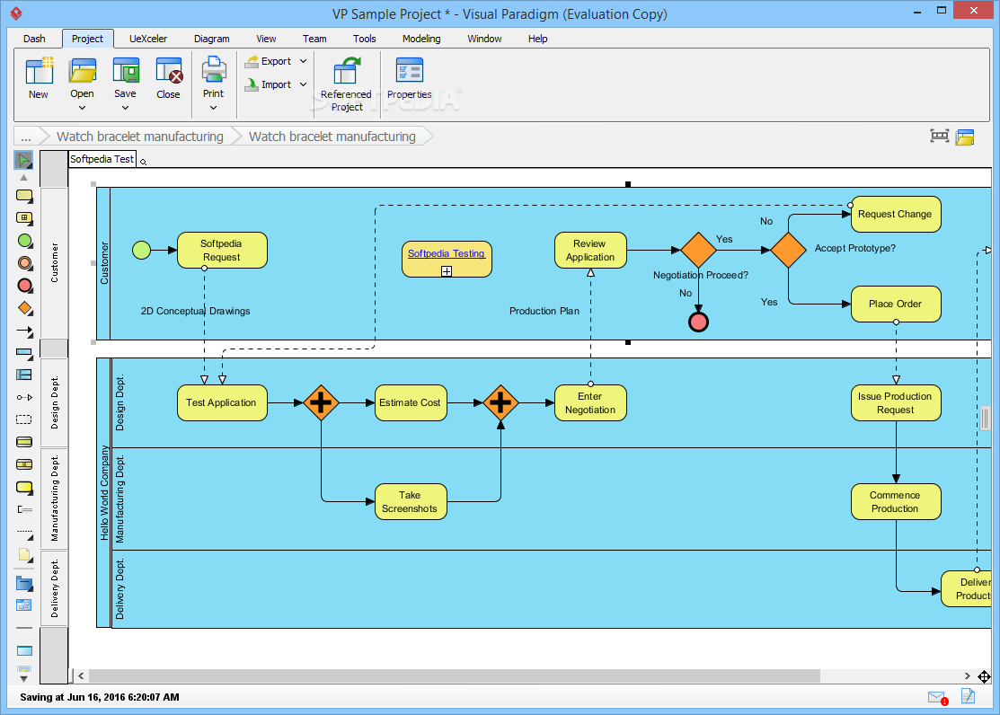 VP Sample Project * - Visual Paradigm (Evaluation Copy)
Dash Project UeXceler Diagram View Team Tools Modeling Window Help
New
Open
Save
Close
Print
Export
Import
Referenced
Project
Properties
SOFTPEDIA
... Watch bracelet manufacturing Watch bracelet manufacturing
Softpedia Test
Customer
Design Dept.
Manufacturing Dept.
Delivery Dept.
Customer
Softpedia
Request
Softpedia Testing
Review
Application
Yes
No
Request Change
Accept Prototype?
Negotiation Proceed?
No
Yes
Place Order
2D Conceptual Drawings
Production Plan
Hello World Company
Design Dept.
Test Application
Estimate Cost
Enter
Negotiation
Issue Production
Request
Manufacturing Dept.
Take
Screenshots
Commence
Production
Delivery Dept.
Deliver
Product
Saving at Jun 16, 2016 6:20:07 AM
1